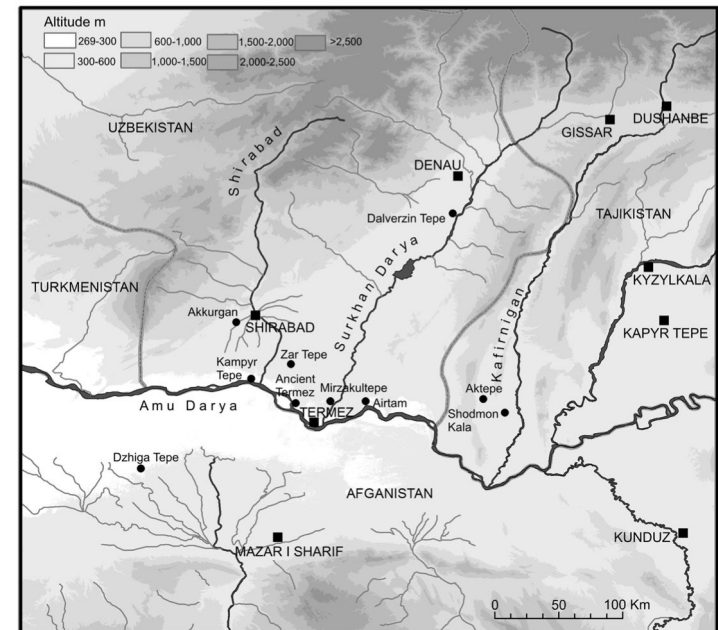 Altitude m
269-300
600-1,000
1,500-2,000
>2,500
300-600
1,000-1,500
2,000-2,500
UZBEKISTAN
GISSAR
DUSHANBE
Shirabad
DENAU
Dalverzin Tepe
TAJIKISTAN
Surkhan Darya
TURKMENISTAN
KYZYLKALA
Kafirnigan
Akkurgan
SHIRABAD
KAPYR TEPE
Kampyr
Tepe
Zar Tepe
Ancient
Termez
Mirzakultepe
Aktepe
Amu Darya
TERMEZ
Airtam
Shodmon
Kala
Dzhiga Tepe
AFGANISTAN
KUNDUZ
MAZAR I SHARIF
0 50 100 Km